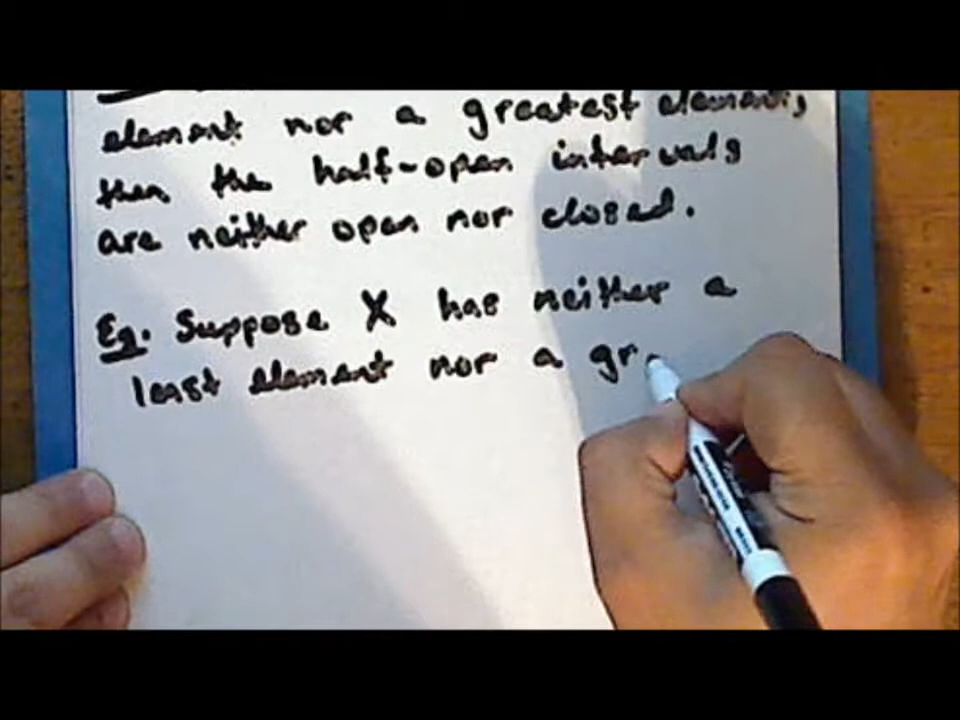 element nor a greatest element,
then the half-open intervals
are neither open nor closed.
Eg. Suppose X has neither a
least element nor a gre